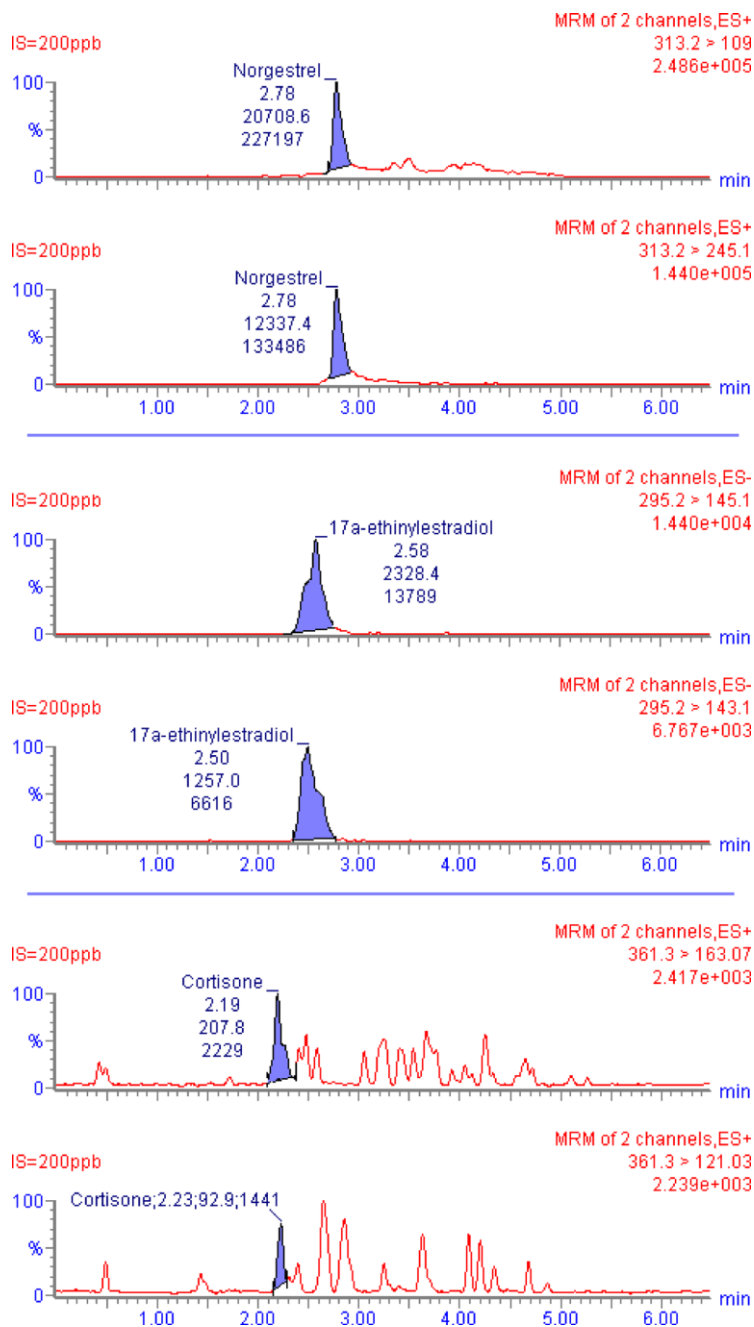 MRM of 2 channels,ES+
IS=200ppb
313.2 > 109
2.486e+005
Norgestrel
2.78
20708.6
227197
100
%
0
min
MRM of 2 channels,ES+
IS=200ppb
313.2 > 245.1
1.440e+005
Norgestrel
2.78
12337.4
133486
100
%
0
min
1.00 2.00 3.00 4.00 5.00 6.00
MRM of 2 channels,ES-
IS=200ppb
295.2 > 145.1
1.440e+004
17a-ethinylestradiol
2.58
2328.4
13789
100
%
0
min
MRM of 2 channels,ES-
IS=200ppb
295.2 > 143.1
6.767e+003
17a-ethinylestradiol
2.50
1257.0
6616
100
%
0
min
1.00 2.00 3.00 4.00 5.00 6.00
MRM of 2 channels,ES+
IS=200ppb
361.3 > 163.07
2.417e+003
Cortisone
2.19
207.8
2229
100
%
0
min
MRM of 2 channels,ES+
IS=200ppb
361.3 > 121.03
2.239e+003
Cortisone;2.23;92.9;1441
100
%
0
min
1.00 2.00 3.00 4.00 5.00 6.00